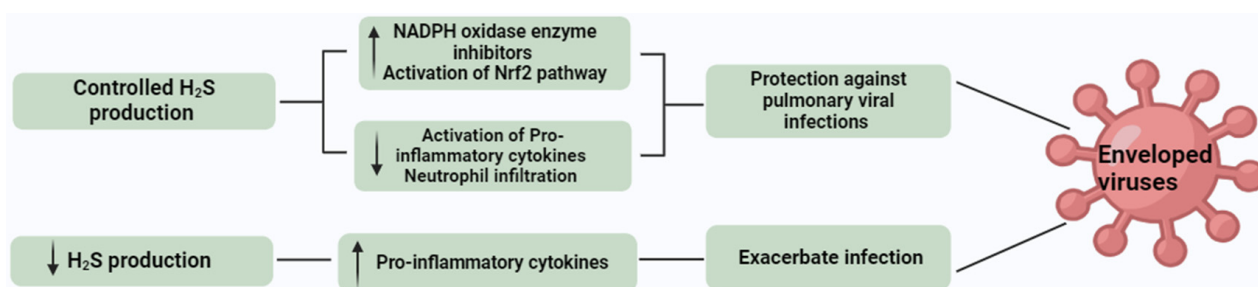 Controlled H₂S
production
NADPH oxidase enzyme
inhibitors
Activation of Nrf2 pathway
Activation of Pro-
inflammatory cytokines
Neutrophil infiltration
Protection against
pulmonary viral
infections
Enveloped
viruses
H₂S production
Pro-inflammatory cytokines
Exacerbate infection